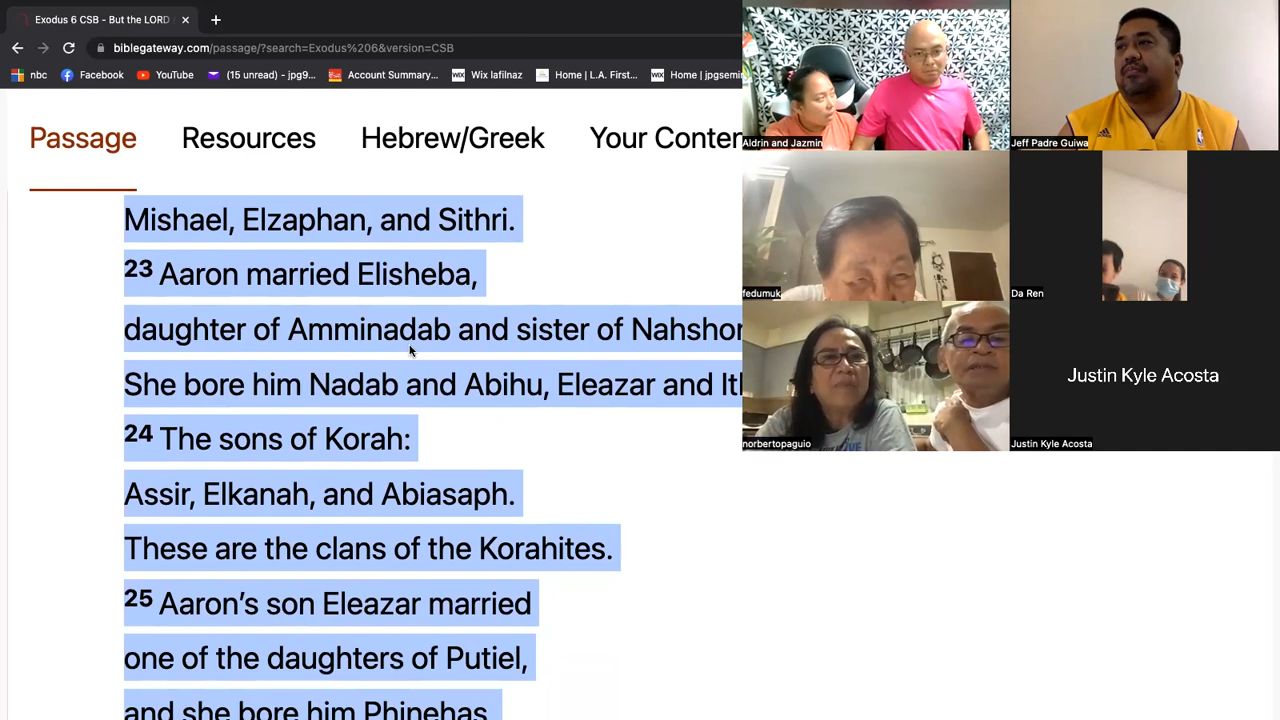 Exodus 6 CSB - But the LORD
biblegateway.com/passage/?search=Exodus%206&version=CSB
nbc
Facebook
YouTube
(15 unread) - jpg9...
Account Summary...
WIX
Wix lafilnaz
Home | L.A. First...
WIX
Home | jpgsemi
Passage
Resources
Hebrew/Greek
Your Conten
Mishael, Elzaphan, and Sithri.
23 Aaron married Elisheba,
daughter of Amminadab and sister of Nahshon
She bore him Nadab and Abihu, Eleazar and Ith
24 The sons of Korah:
Assir, Elkanah, and Abiasaph.
These are the clans of the Korahites.
25 Aaron’s son Eleazar married
one of the daughters of Putiel,
and she bore him Phinehas
Aldrin and Jazmin
Jeff Padre Guiwa
fedumuk
Da Ren
norbertopaguio
Justin Kyle Acosta
Justin Kyle Acosta